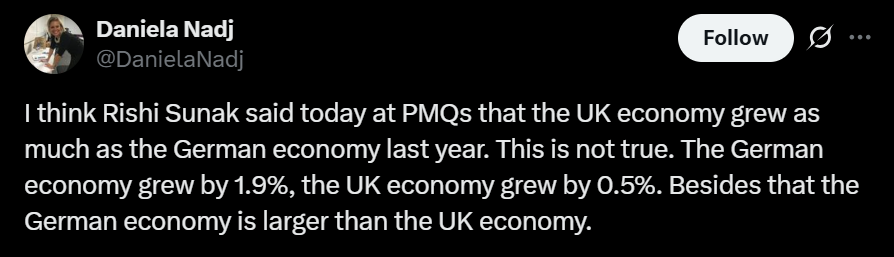 Daniela Nadj
@DanielaNadj
Follow
I think Rishi Sunak said today at PMQs that the UK economy grew as
much as the German economy last year. This is not true. The German
economy grew by 1.9%, the UK economy grew by 0.5%. Besides that the
German economy is larger than the UK economy.